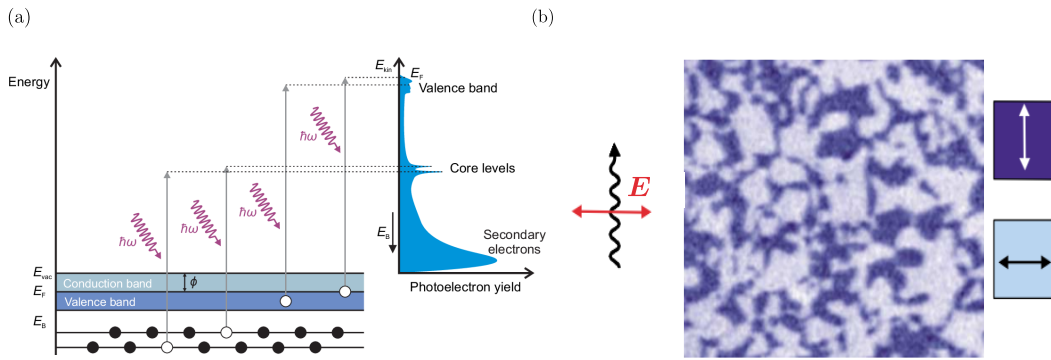 (a)
(b)
Energy
E_kin
E_F
Valence band
ħω
ħω
ħω
ħω
Core levels
E
E_B
Secondary
electrons
E_vac
Conduction band
ϕ
E_F
Valence band
Photoelectron yield
E_B